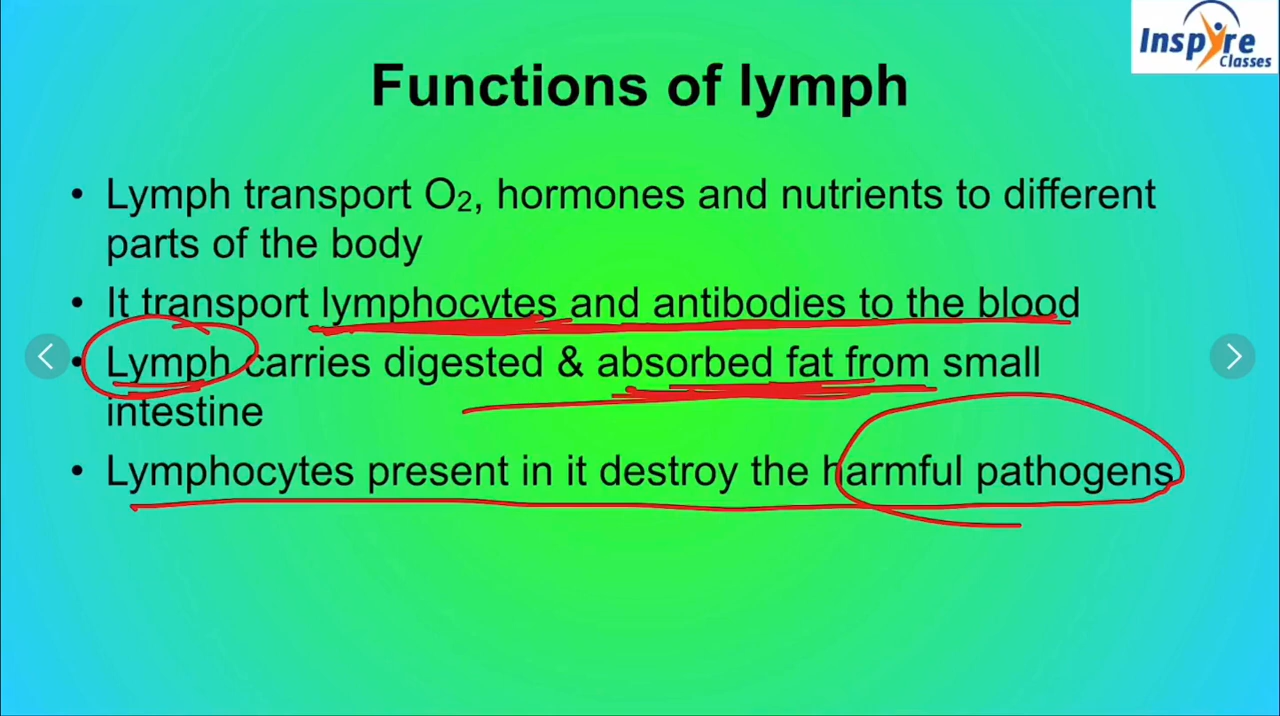 Inspyre
Classes
Functions of lymph
• Lymph transport O₂, hormones and nutrients to different
parts of the body
• It transport lymphocytes and antibodies to the blood
• Lymph carries digested & absorbed fat from small
intestine
• Lymphocytes present in it destroy the harmful pathogens